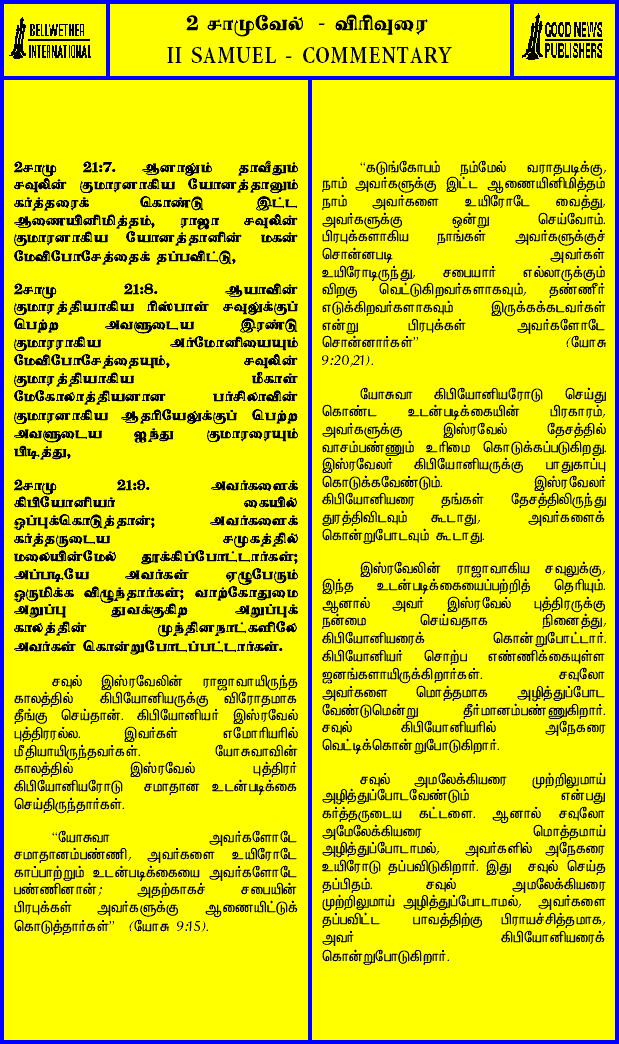 BELLWETHER
INTERNATIONAL
2 சாமுவேல் - விரிவுரை
II SAMUEL - COMMENTARY
GOOD NEWS
PUBLISHERS
2சாமு 21:7. ஆனாலும் தாவீதும்
சவுலின் குமாரனாகிய யோனத்தானும்
கர்த்தரைக் கொண்டு இட்ட
ஆணையினிமித்தம், ராஜா சவுலின்
குமாரனாகிய யோனத்தானின் மகன்
மேவிபோசேத்தைத் தப்பவிட்டு,
2சாமு 21:8. ஆயாவின்
குமாரத்தியாகிய ரிஸ்பாள் சவுலுக்குப்
பெற்ற அவளுடைய இரண்டு
குமாரராகிய அர்மோனியையும்
மேவிபோசேத்தையும், சவுலின்
குமாரத்தியாகிய மீகாள்
மேகோலாத்தியனான பர்சிலாவின்
குமாரனாகிய ஆதரியேலுக்குப் பெற்ற
அவளுடைய ஐந்து குமாரரையும்
பிடித்து,
2சாமு 21:9. அவர்களைக்
கிபியோனியர் கையில்
ஒப்புக்கொடுத்தான்; அவர்களைக்
கர்த்தருடைய சமுகத்தில்
மலையின்மேல் தூக்கிப்போட்டார்கள்;
அப்படியே அவர்கள் ஏழுபேரும்
ஒருமிக்க விழுந்தார்கள்; வாற்கோதுமை
அறுப்பு துவக்குகிற அறுப்புக்
காலத்தின் முந்தினநாட்களிலே
அவர்கள் கொன்றுபோடப்பட்டார்கள்.
சவுல் இஸ்ரவேலின் ராஜாவாயிருந்த
காலத்தில் கிபியோனியருக்கு விரோதமாக
தீங்கு செய்தான். கிபியோனியர் இஸ்ரவேல்
புத்திரரல்ல. இவர்கள் எமோரியரில்
மீதியாயிருந்தவர்கள். யோசுவாவின்
காலத்தில் இஸ்ரவேல் புத்திரர்
கிபியோனியரோடு சமாதான உடன்படிக்கை
செய்திருந்தார்கள்.
“யோசுவா அவர்களோடே
சமாதானம்பண்ணி, அவர்களை உயிரோடே
காப்பாற்றும் உடன்படிக்கையை அவர்களோடே
பண்ணினான்; அதற்காகச் சபையின்
பிரபுக்கள் அவர்களுக்கு ஆணையிட்டுக்
கொடுத்தார்கள்” (யோசு 9:15).
“கடுங்கோபம் நம்மேல் வராதபடிக்கு,
நாம் அவர்களுக்கு இட்ட ஆணையினிமித்தம்
நாம் அவர்களை உயிரோடே வைத்து,
அவர்களுக்கு ஒன்று செய்வோம்.
பிரபுக்களாகிய நாங்கள் அவர்களுக்குச்
சொன்னபடி அவர்கள்
உயிரோடிருந்து, சபையார் எல்லாருக்கும்
விறகு வெட்டுகிறவர்களாகவும், தண்ணீர்
எடுக்கிறவர்களாகவும் இருக்கக்கடவர்கள்
என்று பிரபுக்கள் அவர்களோடே
சொன்னார்கள்” (யோசு
9:20,21).
யோசுவா கிபியோனியரோடு செய்து
கொண்ட உடன்படிக்கையின் பிரகாரம்,
அவர்களுக்கு இஸ்ரவேல் தேசத்தில்
வாசம்பண்ணும் உரிமை கொடுக்கப்படுகிறது.
இஸ்ரவேலர் கிபியோனியருக்கு பாதுகாப்பு
கொடுக்கவேண்டும். இஸ்ரவேலர்
கிபியோனியரை தங்கள் தேசத்திலிருந்து
துரத்திவிடவும் கூடாது, அவர்களைக்
கொன்றுபோடவும் கூடாது.
இஸ்ரவேலின் ராஜாவாகிய சவுலுக்கு,
இந்த உடன்படிக்கையைப்பற்றித் தெரியும்.
ஆனால் அவர் இஸ்ரவேல் புத்திரருக்கு
நன்மை செய்வதாக நினைத்து,
கிபியோனியரைக் கொன்றுபோட்டார்.
கிபியோனியர் சொற்ப எண்ணிக்கையுள்ள
ஜனங்களாயிருக்கிறார்கள். சவுலோ
அவர்களை மொத்தமாக அழித்துப்போட
வேண்டுமென்று தீர்மானம்பண்ணுகிறார்.
சவுல் கிபியோனியரில் அநேகரை
வெட்டிக்கொன்றுபோடுகிறார்.
சவுல் அமலேக்கியரை முற்றிலுமாய்
அழித்துப்போடவேண்டும் என்பது
கர்த்தருடைய கட்டளை. ஆனால் சவுலோ
அமேலேக்கியரை மொத்தமாய்
அழித்துப்போடாமல், அவர்களில் அநேகரை
உயிரோடு தப்பவிடுகிறார். இது சவுல் செய்த
தப்பிதம். சவுல் அமலேக்கியரை
முற்றிலுமாய் அழித்துப்போடாமல், அவர்களை
தப்பவிட்ட பாவத்திற்கு பிராயச்சித்தமாக,
அவர் கிபியோனியரைக்
கொன்றுபோடுகிறார்.